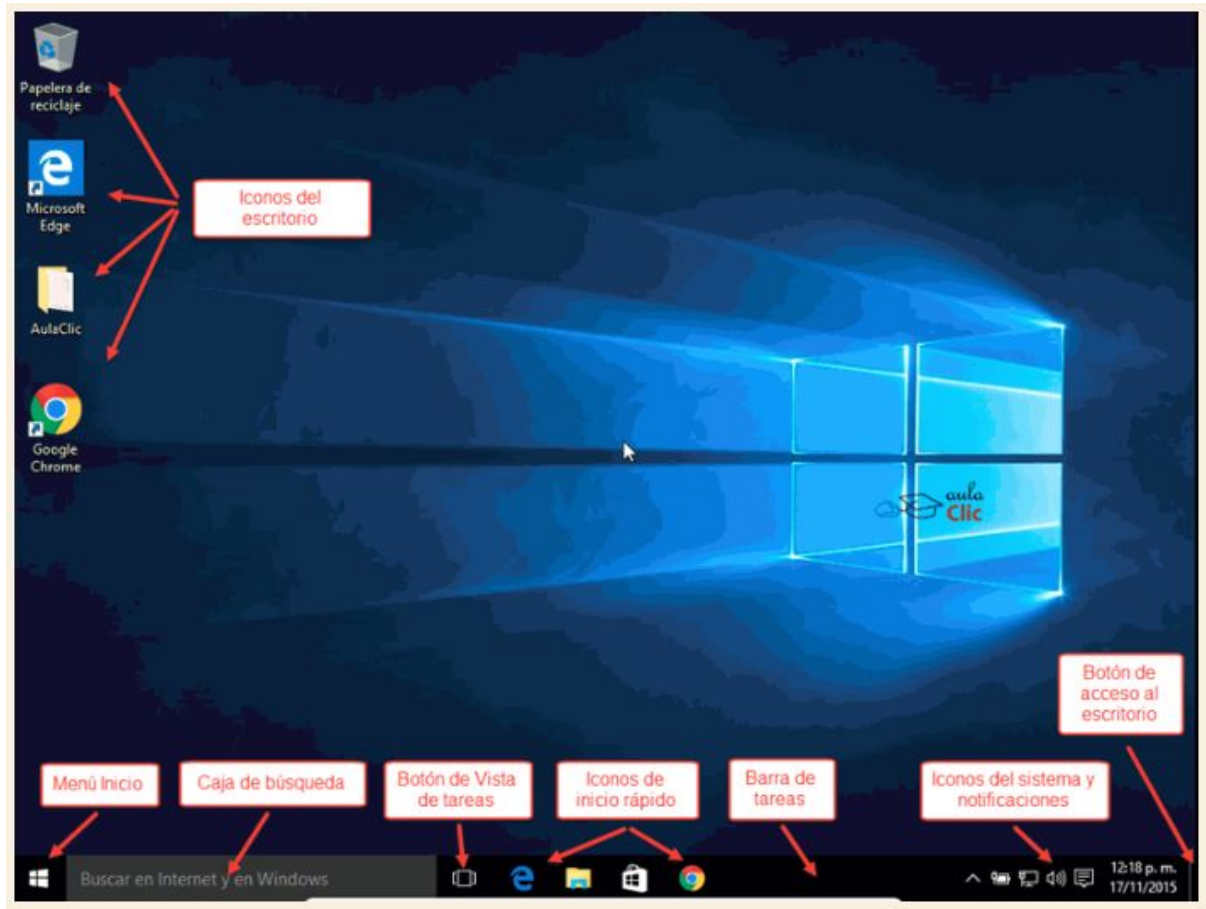 Papelera de
reciclaje
Microsoft
Edge
AulaClic
Google
Chrome
Iconos del
escritorio
aula
Clic
Botón de
acceso al
escritorio
Menú Inicio
Caja de búsqueda
Botón de Vista
de tareas
Iconos de
inicio rápido
Barra de
tareas
Iconos del sistema y
notificaciones
Buscar en Internet y en Windows
12:18 p. m.
17/11/2015